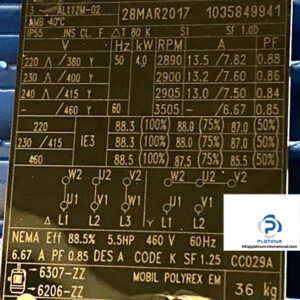 AL112M-02
28MAR2017 1035849941
AMB 40°C
IP55 INS CL. F △T 80 K S1 SF 1.00
V Hz kW RPM A PF
220 △ /380 Y 50 4.0 2890 13.5 /7.82 0.88
230 △ /400 Y 2900 13.2 /7.60 0.86
240 △ /415 Y 2905 13.0 /7.50 0.84
- /460 Y 60 3505 - /6.67 0.85
220 IE3 88.3 (100%) 88.0 (75%) 87.0 (50%)
230 /415 88.3 (100%) 88.0 (75%) 87.0 (50%)
460 88.5 (100%) 87.5 (75%) 85.5 (50%)
W2 U2 V2 W2 U2 V2
U1 V1 W1 U1 V1 W1
△ L1 L2 L3 Y L1 L2 L3
NEMA Eff 88.5% 5.5HP 460 V 60Hz
6.67 A PF 0.85 DES A CODE K SF 1.25 CC029A
6307-ZZ MOBIL POLYREX EM
6206-ZZ 36 kg
PLATINUM